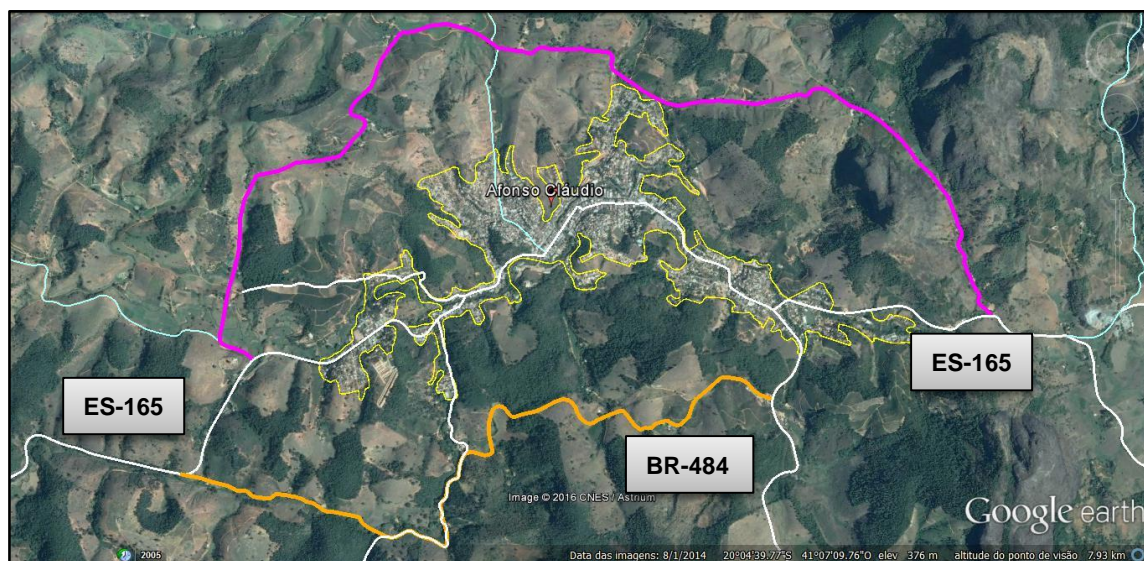 Afonso Cláudio
ES-165
ES-165
BR-484
Image © 2016 CNES / Astrium
Google earth
2005
Data das imagens: 8/1/2014 20°04'39.77"S 41°07'09.76"O elev 376 m altitude do ponto de visão 7.93 km